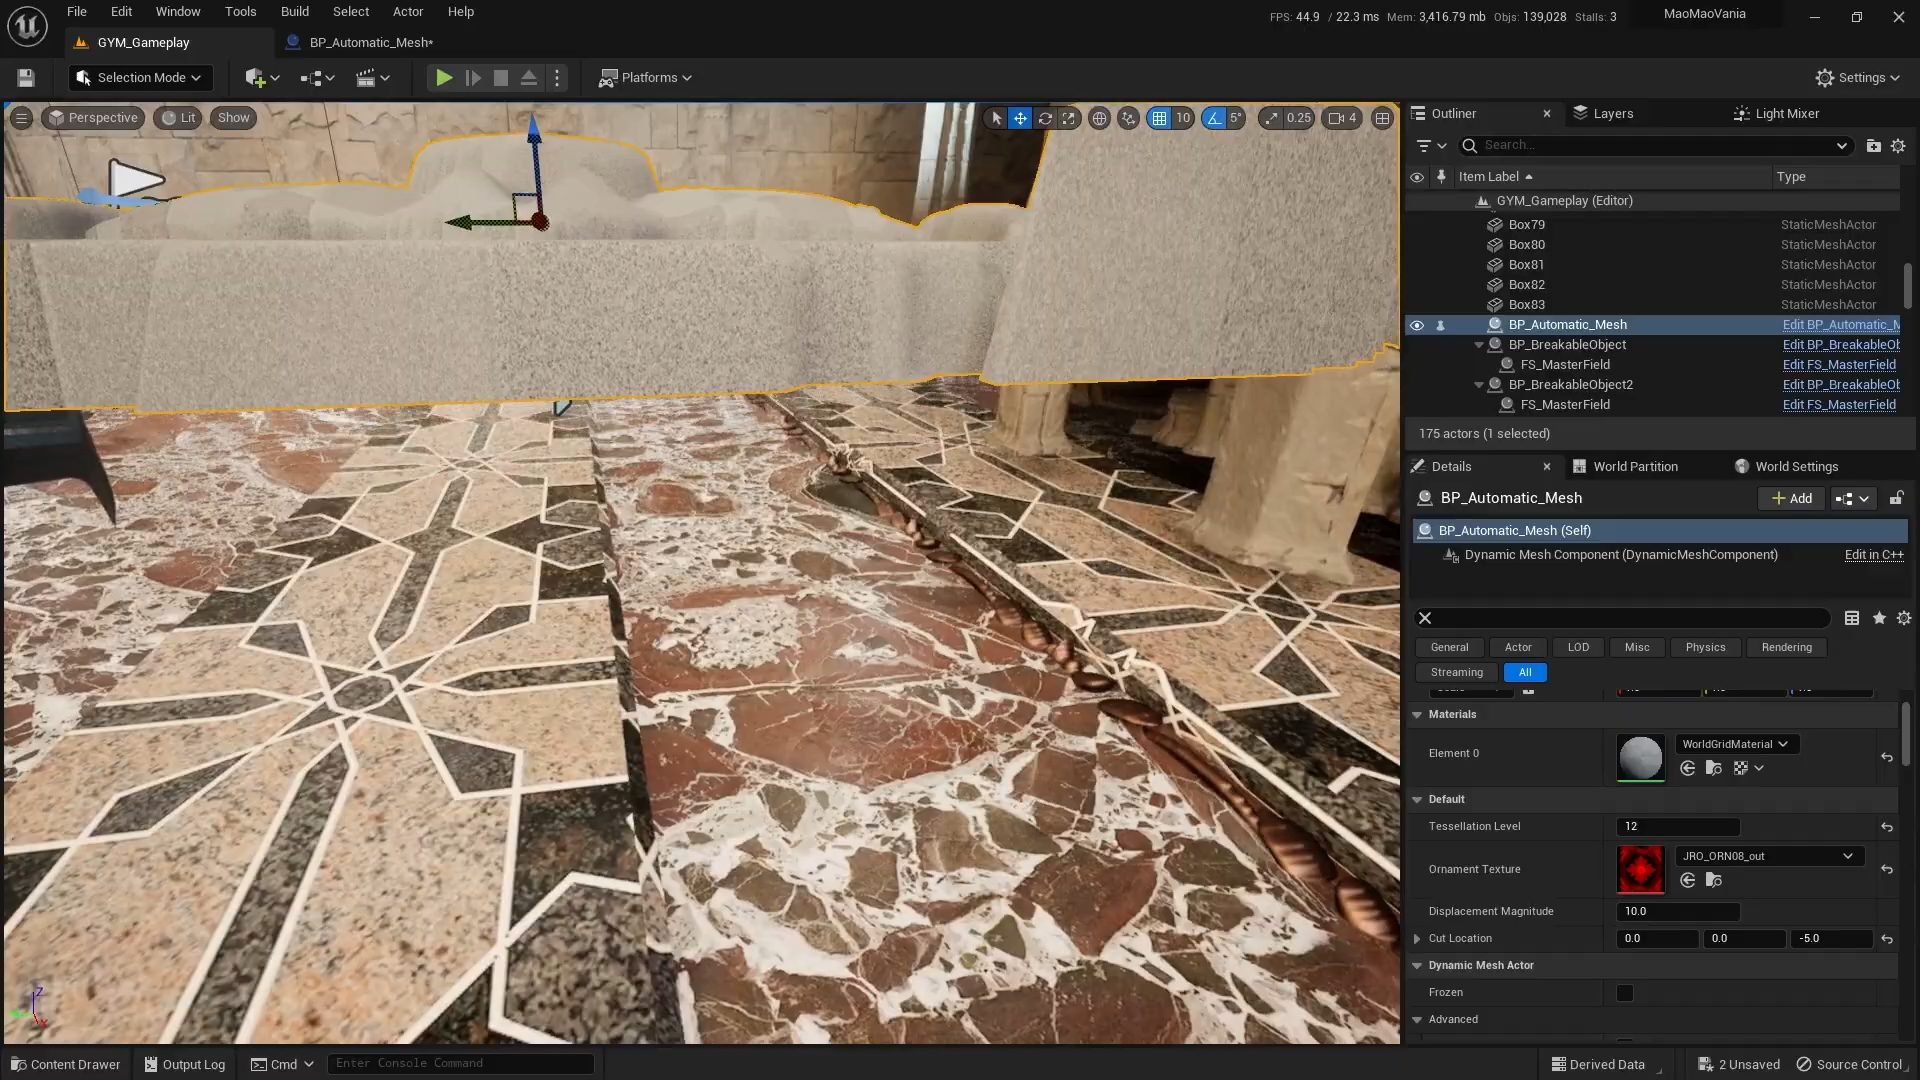 File Edit Window Tools Build Select Actor Help
FPS: 44.9 / 22.3 ms Mem: 3,416.79 mb Objs: 139,028 Stalls: 3
MaoMaoVania
GYM_Gameplay
BP_Automatic_Mesh*
Selection Mode
Platforms
Settings
Perspective Lit Show
10 5° 0.25 4
Outliner Layers Light Mixer
Search...
Item Label Type
GYM_Gameplay (Editor)
Box79 StaticMeshActor
Box80 StaticMeshActor
Box81 StaticMeshActor
Box82 StaticMeshActor
Box83 StaticMeshActor
BP_Automatic_Mesh Edit BP_Automatic_M
BP_BreakableObject Edit BP_BreakableOb
FS_MasterField Edit FS_MasterField
BP_BreakableObject2 Edit BP_BreakableOb
FS_MasterField Edit FS_MasterField
175 actors (1 selected)
Details World Partition World Settings
BP_Automatic_Mesh Add
BP_Automatic_Mesh (Self)
Dynamic Mesh Component (DynamicMeshComponent) Edit in C++
General Actor LOD Misc Physics Rendering
Streaming All
Materials
Element 0 WorldGridMaterial
Default
Tessellation Level 12
Ornament Texture JRO_ORN08_out
Displacement Magnitude 10.0
Cut Location 0.0 0.0 -5.0
Dynamic Mesh Actor
Frozen
Advanced
Z
X
Content Drawer Output Log Cmd Enter Console Command
Derived Data 2 Unsaved Source Control